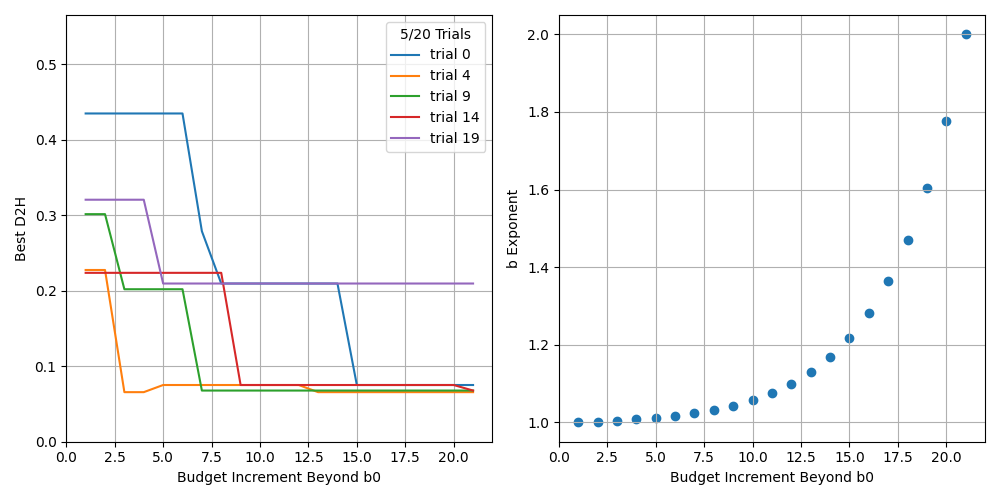 5/20 Trials
trial 0
trial 4
trial 9
trial 14
trial 19
0.5
0.4
0.3
0.2
0.1
0.0
Best D2H
0.0 2.5 5.0 7.5 10.0 12.5 15.0 17.5 20.0
Budget Increment Beyond b0
2.0
1.8
1.6
1.4
1.2
1.0
b Exponent
0.0 2.5 5.0 7.5 10.0 12.5 15.0 17.5 20.0
Budget Increment Beyond b0